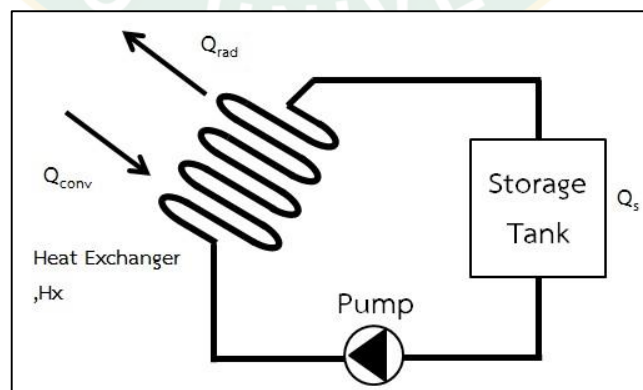 Q_rad
Q_conv
Heat Exchanger
,Hx
Storage
Tank
Q_s
Pump